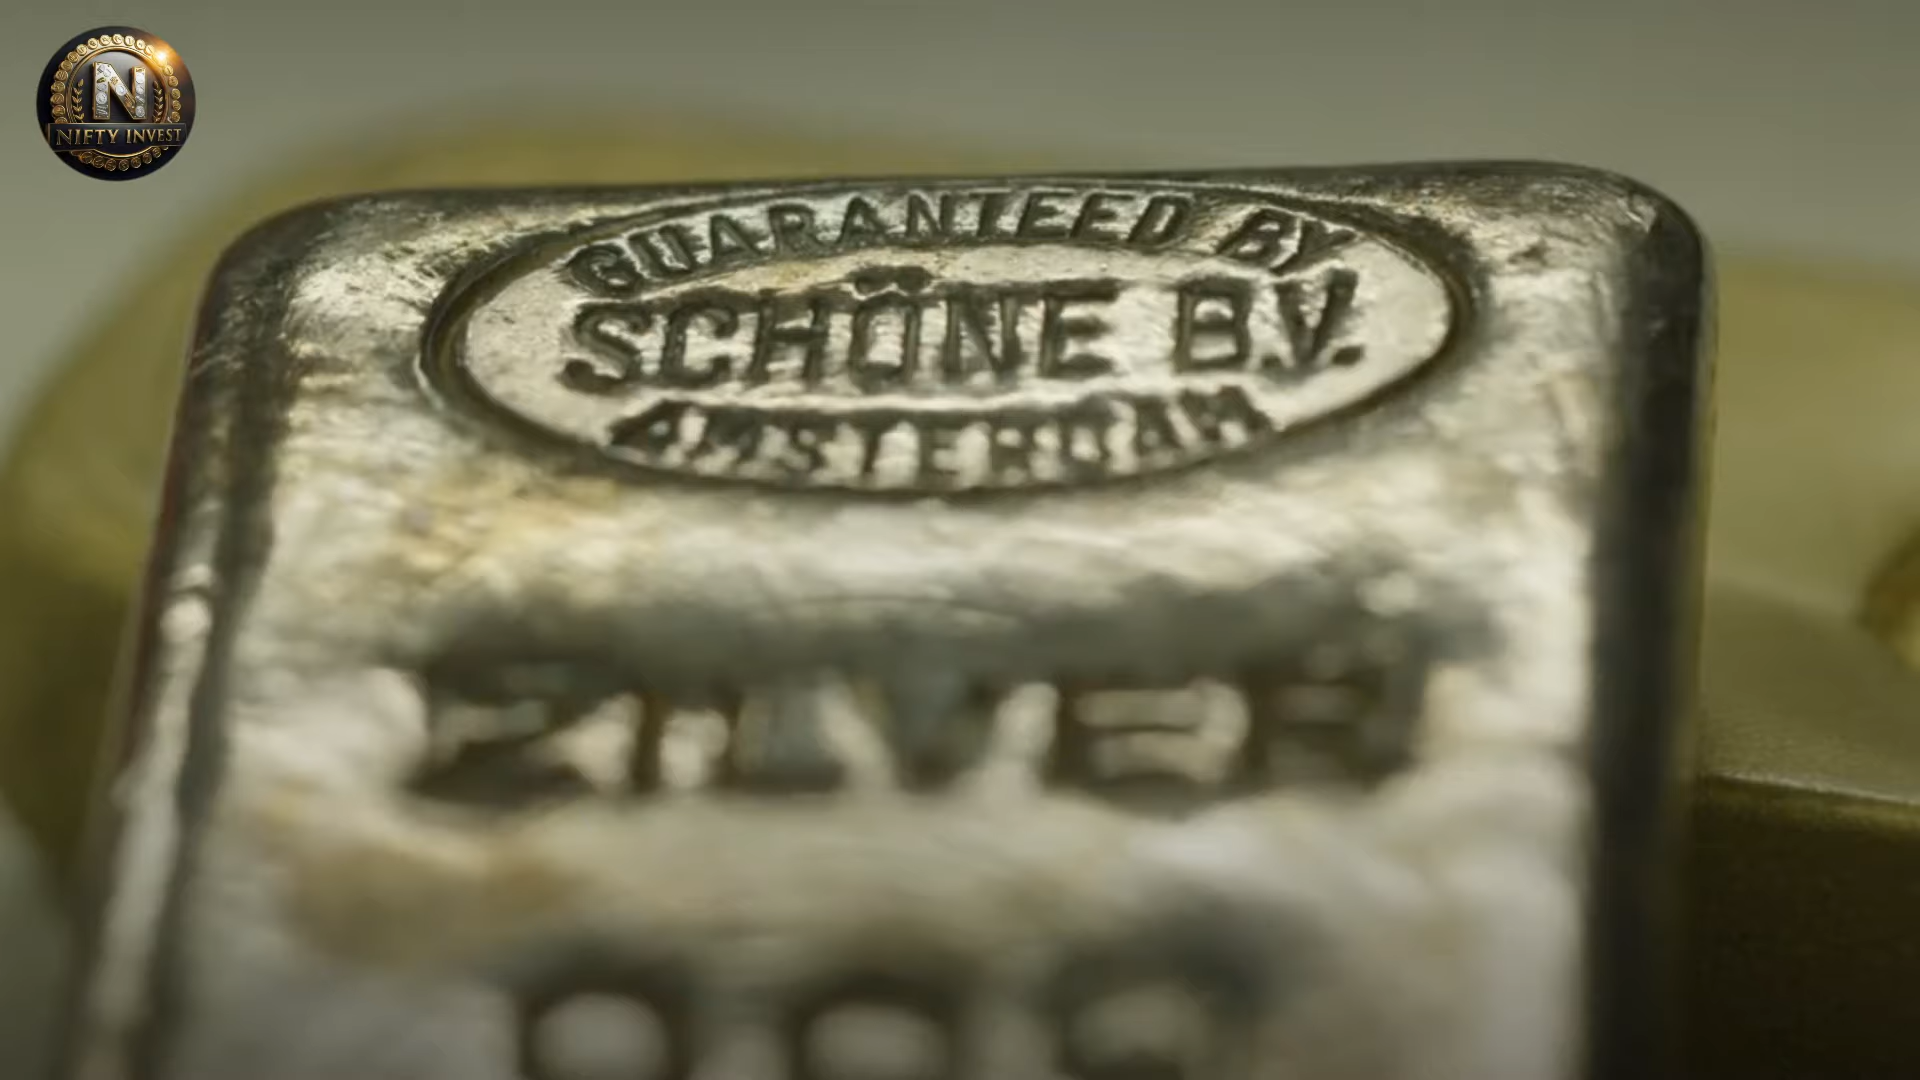 NIFTY INVEST
GUARANTEED BY
SCHÖNE B.V.
AMSTERDAM
ZILVER